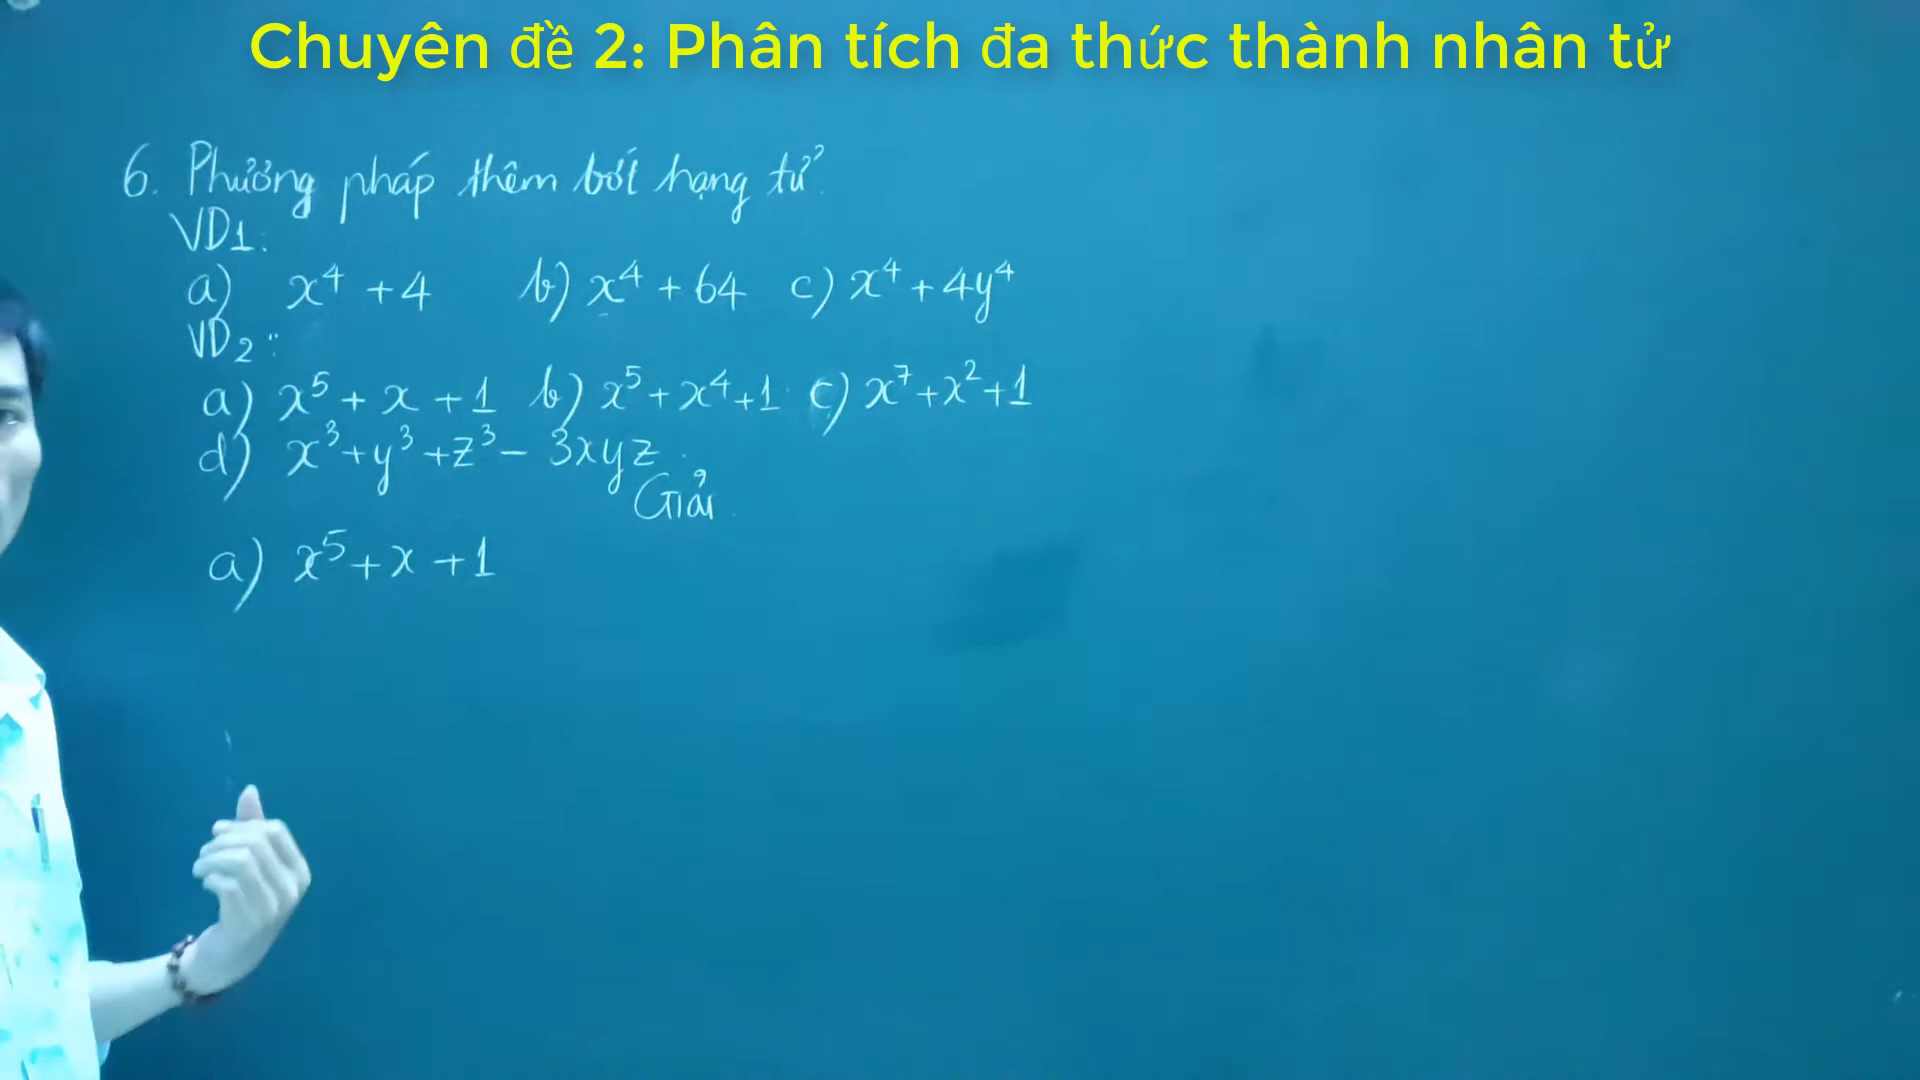 Chuyên đề 2: Phân tích đa thức thành nhân tử
6. Phương pháp thêm bớt hạng tử.
VD1:
a) x⁴ + 4 b) x⁴ + 64 c) x⁴ + 4y⁴
VD2:
a) x⁵ + x + 1 b) x⁵ + x⁴ + 1 c) x⁷ + x² + 1
d) x³ + y³ + z³ - 3xyz.
Giải.
a) x⁵ + x + 1